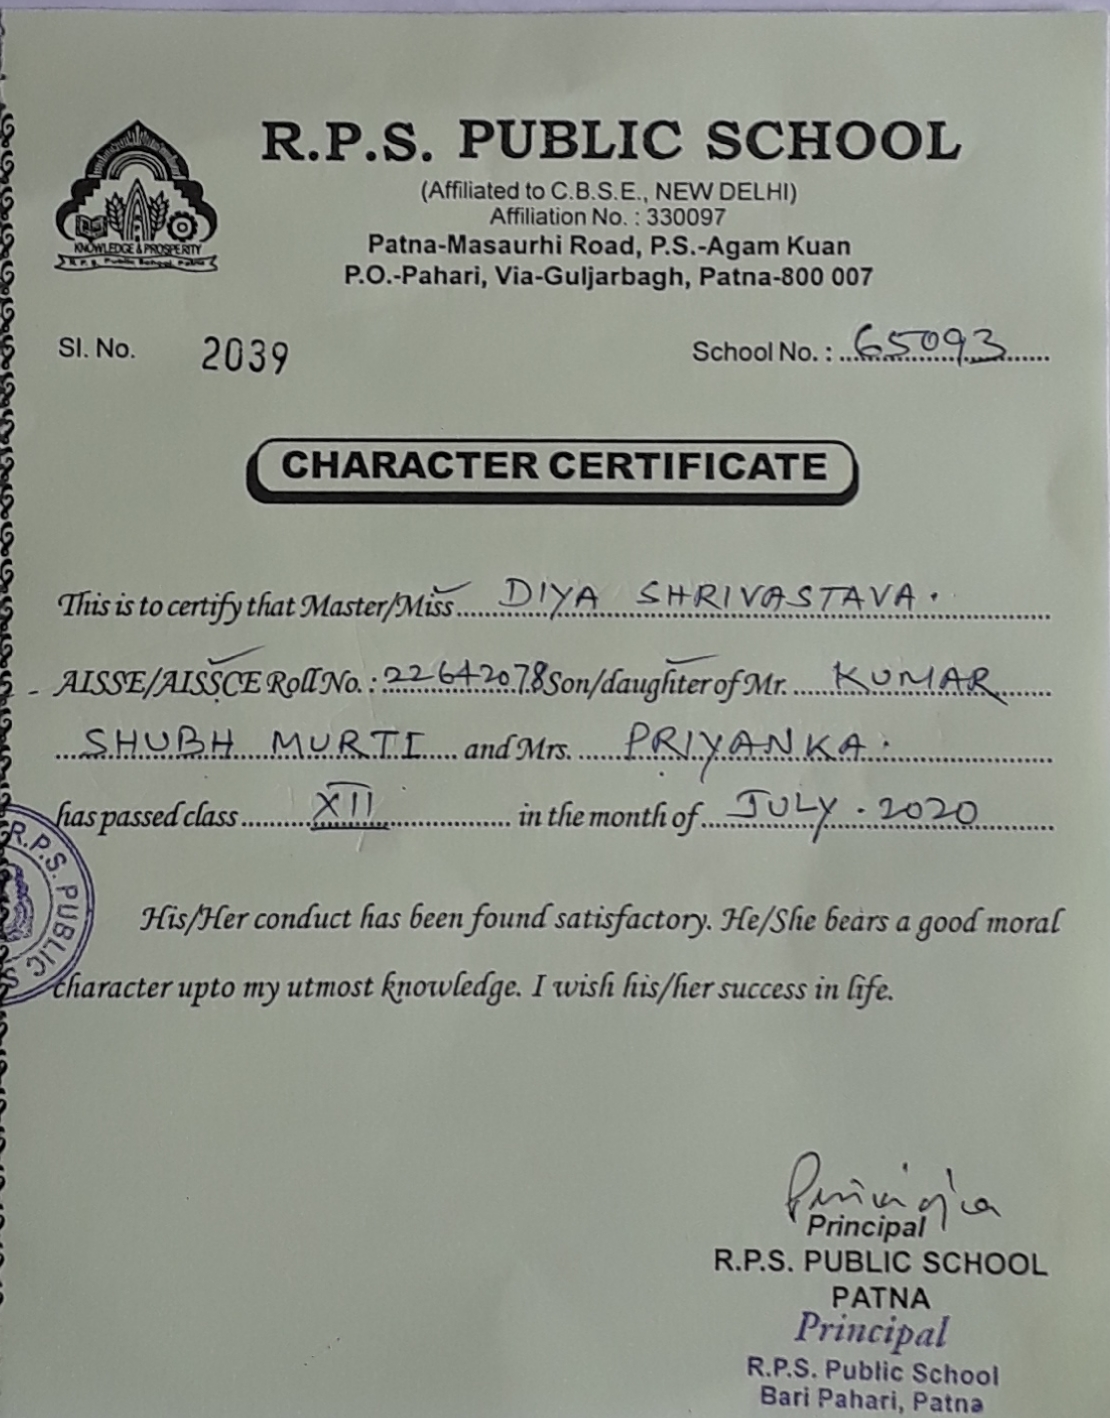 R.P.S. PUBLIC SCHOOL
(Affiliated to C.B.S.E., NEW DELHI)
Affiliation No. : 330097
Patna-Masaurhi Road, P.S.-Agam Kuan
P.O.-Pahari, Via-Guljarbagh, Patna-800 007
KNOWLEDGE & PROSPERITY
R.P.S. Public School, Patna
Sl. No. 2039 School No. : 65093
CHARACTER CERTIFICATE
This is to certify that Master/Miss DIYA SHRIVASTAVA.
AISSE/AISSCE Roll No. : 22642078 Son/daughter of Mr. KUMAR
SHUBH MURTI and Mrs. PRIYANKA.
has passed class XII in the month of JULY. 2020
R.P.S. PUBLIC S
His/Her conduct has been found satisfactory. He/She bears a good moral
character upto my utmost knowledge. I wish his/her success in life.
Principal
R.P.S. PUBLIC SCHOOL
PATNA
Principal
R.P.S. Public School
Bari Pahari, Patna